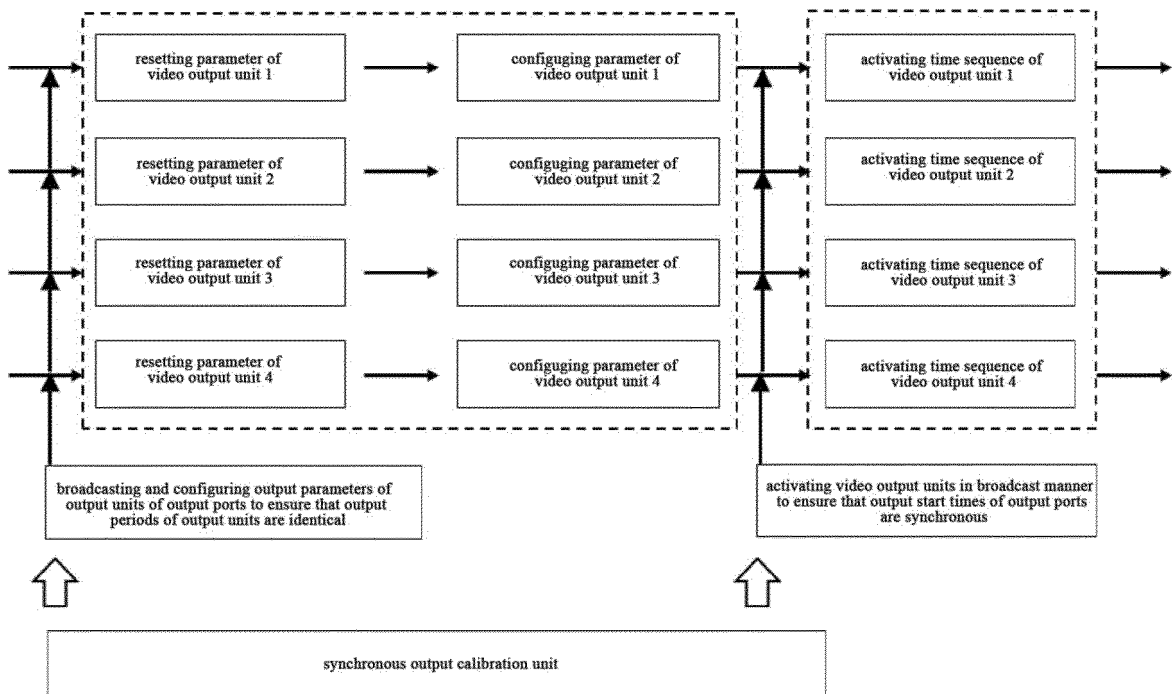 resetting parameter of
video output unit 1
configuging parameter of
video output unit 1
activating time sequence of
video output unit 1
resetting parameter of
video output unit 2
configuging parameter of
video output unit 2
activating time sequence of
video output unit 2
resetting parameter of
video output unit 3
configuging parameter of
video output unit 3
activating time sequence of
video output unit 3
resetting parameter of
video output unit 4
configuging parameter of
video output unit 4
activating time sequence of
video output unit 4
broadcasting and configuring output parameters of
output units of output ports to ensure that output
periods of output units are identical
activating video output units in broadcast manner
to ensure that output start times of output ports
are synchronous
synchronous output calibration unit